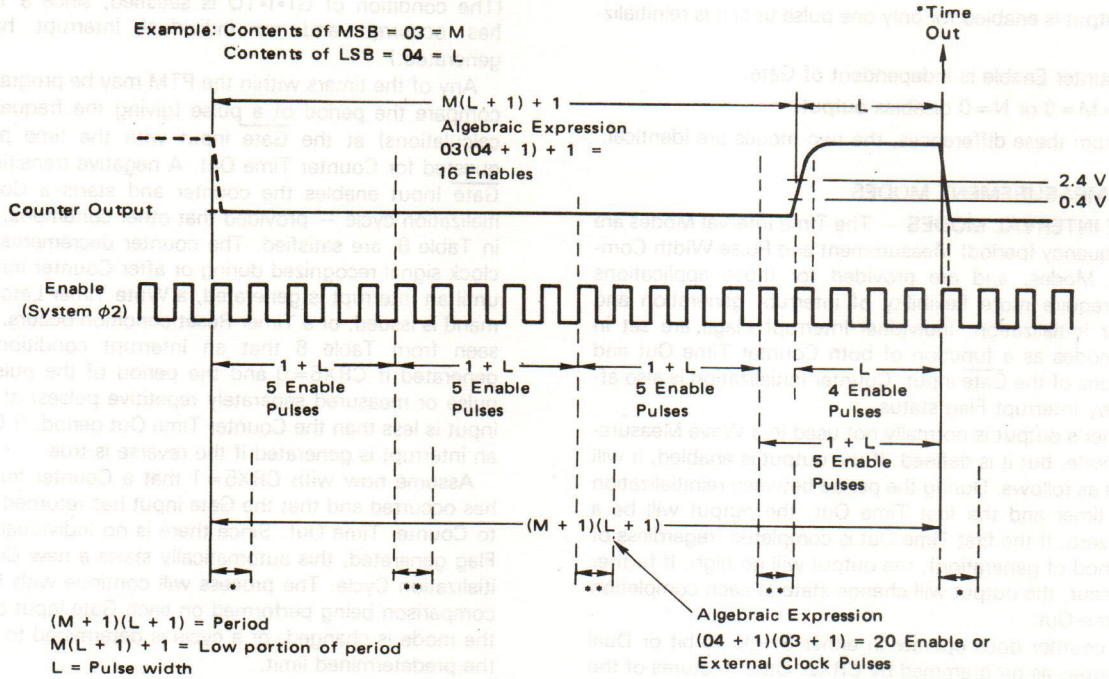 *Time
Out
Example: Contents of MSB = 03 = M
Contents of LSB = 04 = L
M(L + 1) + 1
Algebraic Expression
03(04 + 1) + 1 =
16 Enables
2.4 V
0.4 V
Counter Output
Enable
(System ϕ2)
1 + L
5 Enable
Pulses
1 + L
5 Enable
Pulses
1 + L
5 Enable
Pulses
L
4 Enable
Pulses
1 + L
5 Enable
Pulses
(M + 1)(L + 1)
*
**
**
**
*
Algebraic Expression
(04 + 1)(03 + 1) = 20 Enable or
External Clock Pulses
(M + 1)(L + 1) = Period
M(L + 1) + 1 = Low portion of period
L = Pulse width